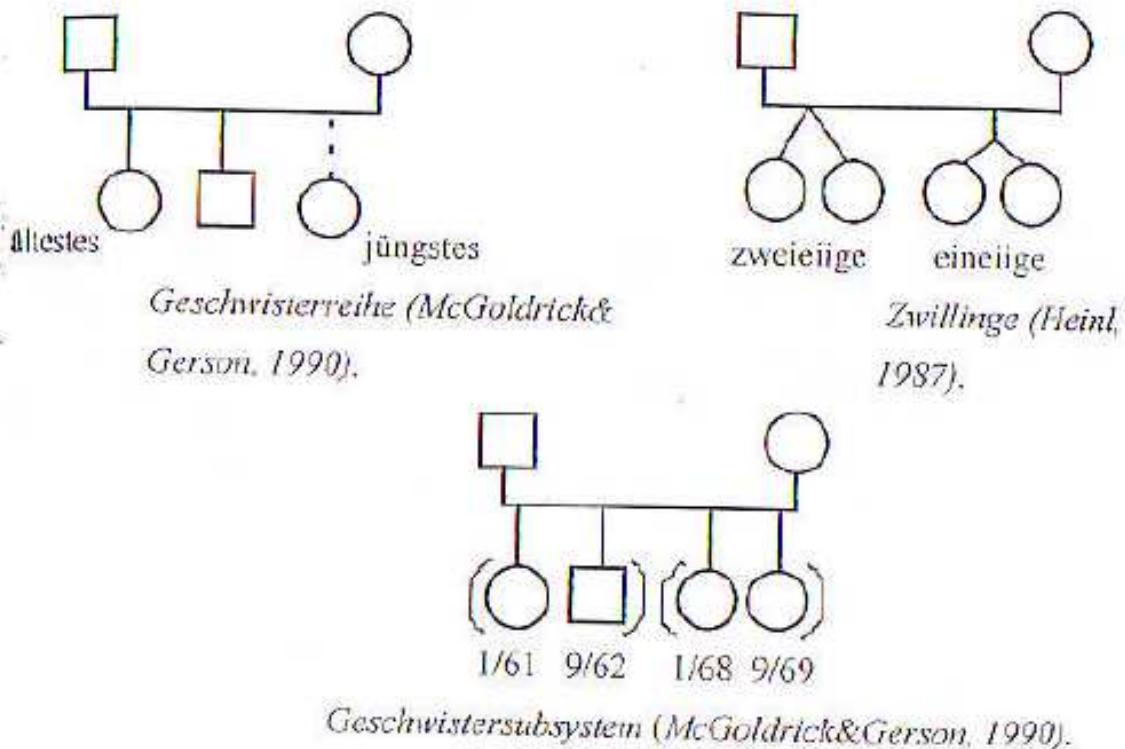 ältestes
jüngstes
Geschwisterreihe (McGoldrick&
Gerson, 1990).
zweieiige eineiige
Zwillinge (Heinl,
1987).
1/61 9/62 1/68 9/69
Geschwistersubsystem (McGoldrick&Gerson, 1990).